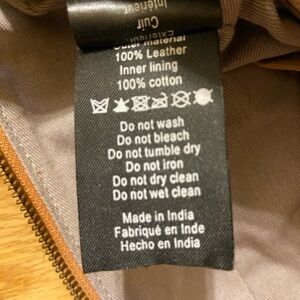 Intérieur
Cuir
Extérieur
Outer Material
100% Leather
Inner lining
100% cotton
Do not wash
Do not bleach
Do not tumble dry
Do not iron
Do not dry clean
Do not wet clean
Made in India
Fabriqué en Inde
Hecho en India